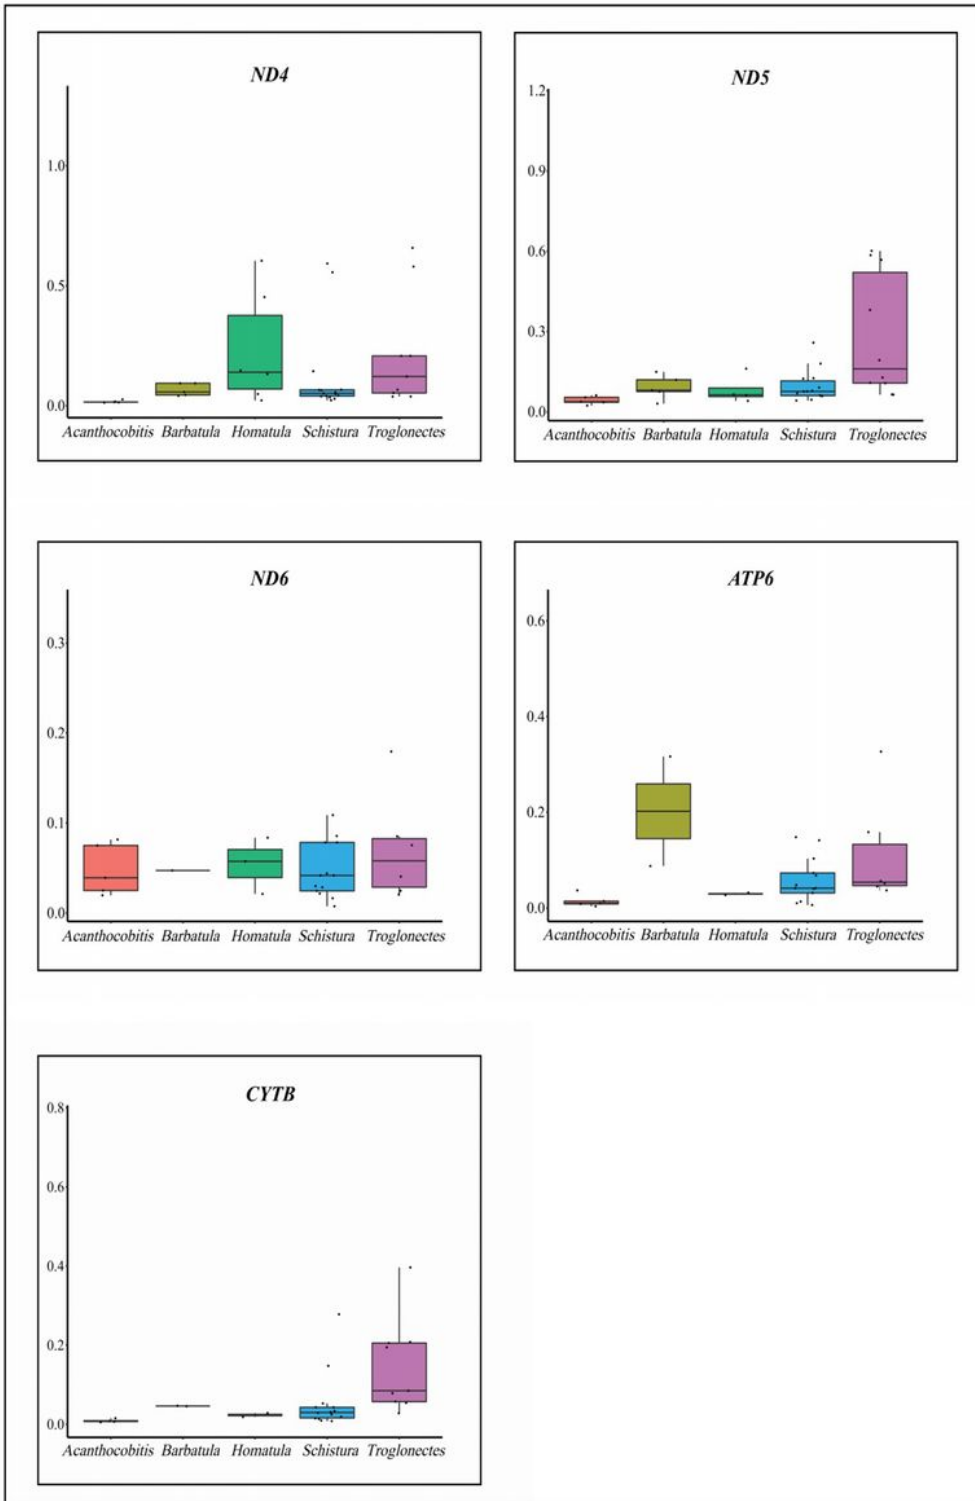 ND4
1.0
0.5
0.0
Acanthocobitis Barbatula Homatula Schistura Troglonectes
ND5
1.2
0.9
0.6
0.3
0.0
Acanthocobitis Barbatula Homatula Schistura Troglonectes
ND6
0.3
0.2
0.1
0.0
Acanthocobitis Barbatula Homatula Schistura Troglonectes
ATP6
0.6
0.4
0.2
0.0
Acanthocobitis Barbatula Homatula Schistura Troglonectes
CYTB
0.8
0.6
0.4
0.2
0.0
Acanthocobitis Barbatula Homatula Schistura Troglonectes